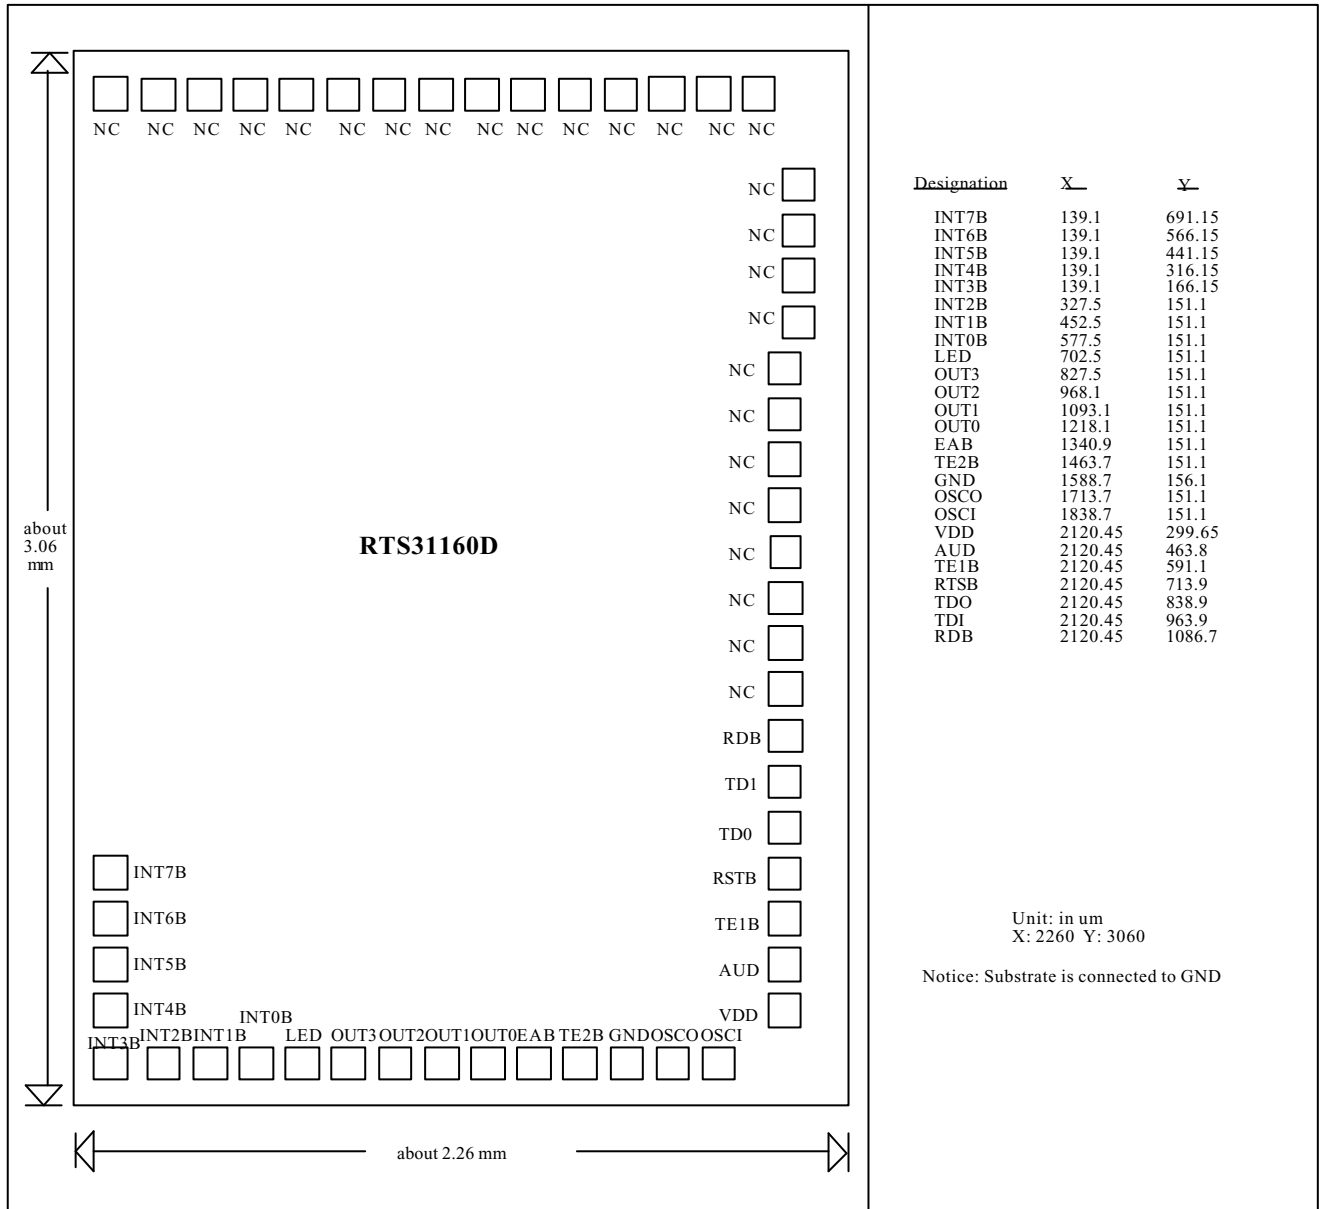 NC NC NC NC NC NC NC NC NC NC NC NC NC NC NC
NC
NC
NC
NC
NC
NC
NC
NC
NC
NC
NC
NC
RDB
TD1
TD0
RSTB
TE1B
AUD
VDD
about
3.06
mm
RTS31160D
INT7B
INT6B
INT5B
INT4B
INT3B
INT2B INT1B INT0B LED OUT3 OUT2 OUT1 OUT0 EAB TE2B GND OSCO OSCI
about 2.26 mm
Designation X Y
INT7B 139.1 691.15
INT6B 139.1 566.15
INT5B 139.1 441.15
INT4B 139.1 316.15
INT3B 139.1 166.15
INT2B 327.5 151.1
INT1B 452.5 151.1
INT0B 577.5 151.1
LED 702.5 151.1
OUT3 827.5 151.1
OUT2 968.1 151.1
OUT1 1093.1 151.1
OUT0 1218.1 151.1
EAB 1340.9 151.1
TE2B 1463.7 151.1
GND 1588.7 156.1
OSCO 1713.7 151.1
OSCI 1838.7 151.1
VDD 2120.45 299.65
AUD 2120.45 463.8
TE1B 2120.45 591.1
RTSB 2120.45 713.9
TDO 2120.45 838.9
TDI 2120.45 963.9
RDB 2120.45 1086.7
Unit: in um
X: 2260 Y: 3060
Notice: Substrate is connected to GND